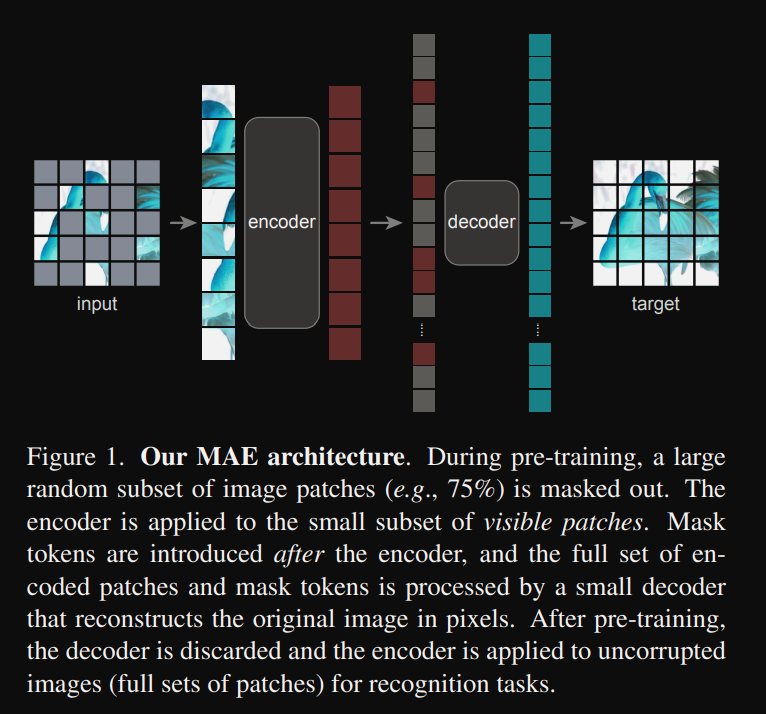 input
encoder
decoder
target
Figure 1. Our MAE architecture. During pre-training, a large
random subset of image patches (e.g., 75%) is masked out. The
encoder is applied to the small subset of visible patches. Mask
tokens are introduced after the encoder, and the full set of en-
coded patches and mask tokens is processed by a small decoder
that reconstructs the original image in pixels. After pre-training,
the decoder is discarded and the encoder is applied to uncorrupted
images (full sets of patches) for recognition tasks.